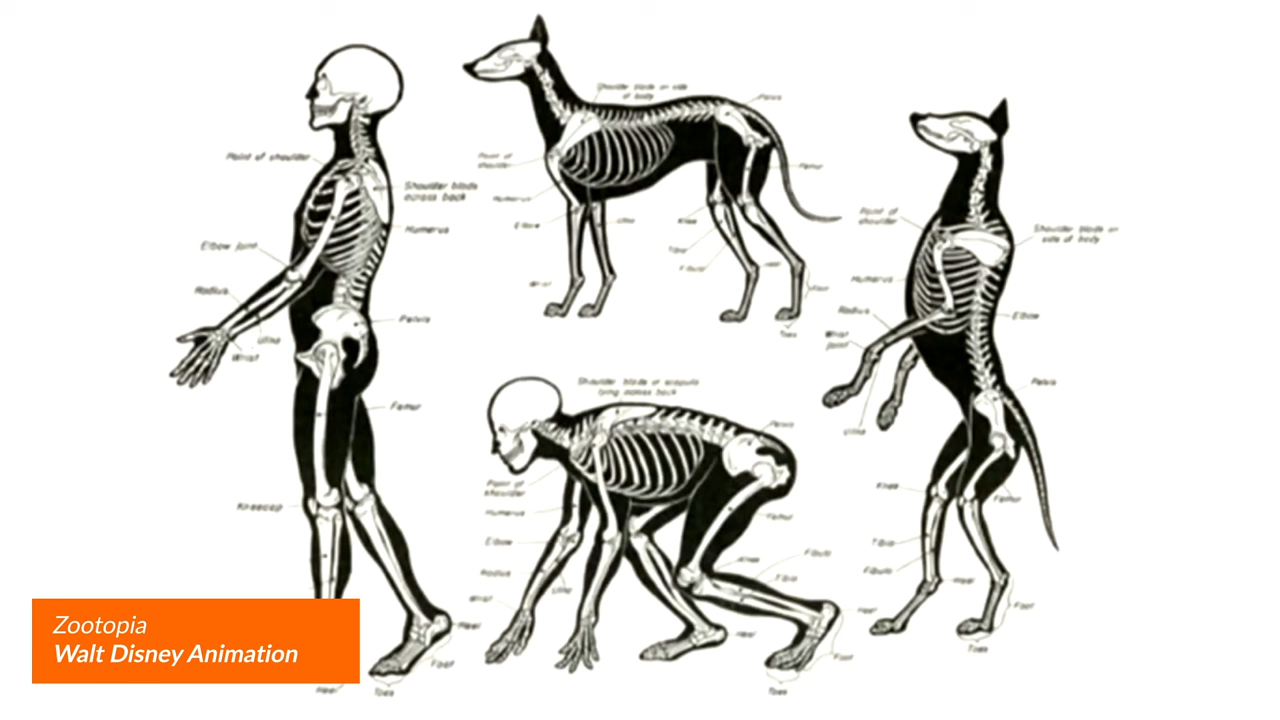 Point of shoulder
Shoulder blade
across back
Humerus
Elbow joint
Radius
Ulna
Wrist
Pelvis
Femur
Kneecap
Heel
Foot
Heel
Toes
Shoulder blade on side
of body
Pelvis
Point of
shoulder
Femur
Humerus
Elbow
Ulna
Knee
Tibia
Fibula
Heel
Wrist
Foot
Toes
Shoulder blade or scapula
lying across back
Pelvis
Point of
shoulder
Humerus
Elbow
Femur
Radius
Ulna
Wrist
Knee
Fibula
Tibia
Heel
Heel
Foot
Toes
Point of
shoulder
Shoulder blade on
side of body
Humerus
Radius
Elbow
Wrist
joint
Pelvis
Ulna
Knee
Femur
Tibia
Fibula
Heel
Foot
Toes
Zootopia
Walt Disney Animation